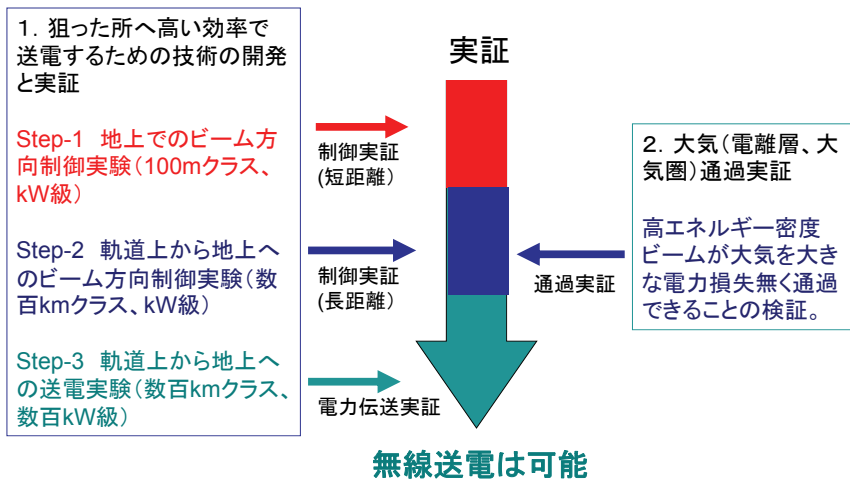 1．狙った所へ高い効率で
送電するための技術の開発
と実証
Step-1　地上でのビーム方
向制御実験（100mクラス、
kW級）
Step-2　軌道上から地上へ
のビーム方向制御実験（数
百kmクラス、kW級）
Step-3　軌道上から地上へ
の送電実験（数百kmクラス、
数百kW級）
実証
制御実証
(短距離）
制御実証
（長距離）
電力伝送実証
通過実証
2．大気（電離層、大
気圏）通過実証
高エネルギー密度
ビームが大気を大き
な電力損失無く通過
できることの検証。
無線送電は可能